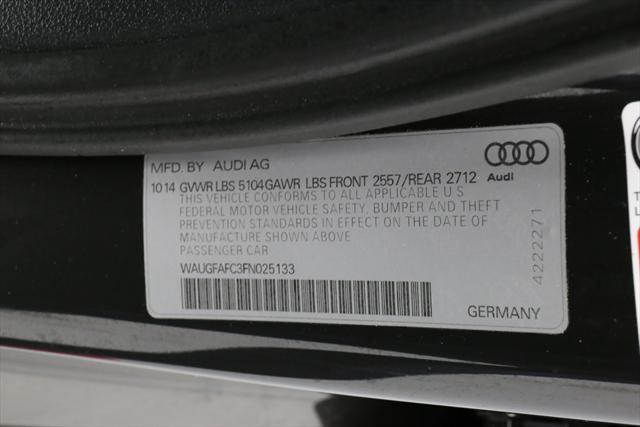 MFD. BY AUDI AG
1014 GVWR LBS 5104 GAWR LBS FRONT 2557/REAR 2712 Audi
THIS VEHICLE CONFORMS TO ALL APPLICABLE U S
FEDERAL MOTOR VEHICLE SAFETY, BUMPER AND THEFT
PREVENTION STANDARDS IN EFFECT ON THE DATE OF
MANUFACTURE SHOWN ABOVE
PASSENGER CAR
WAUGFAFC3FN025133
4222271
GERMANY